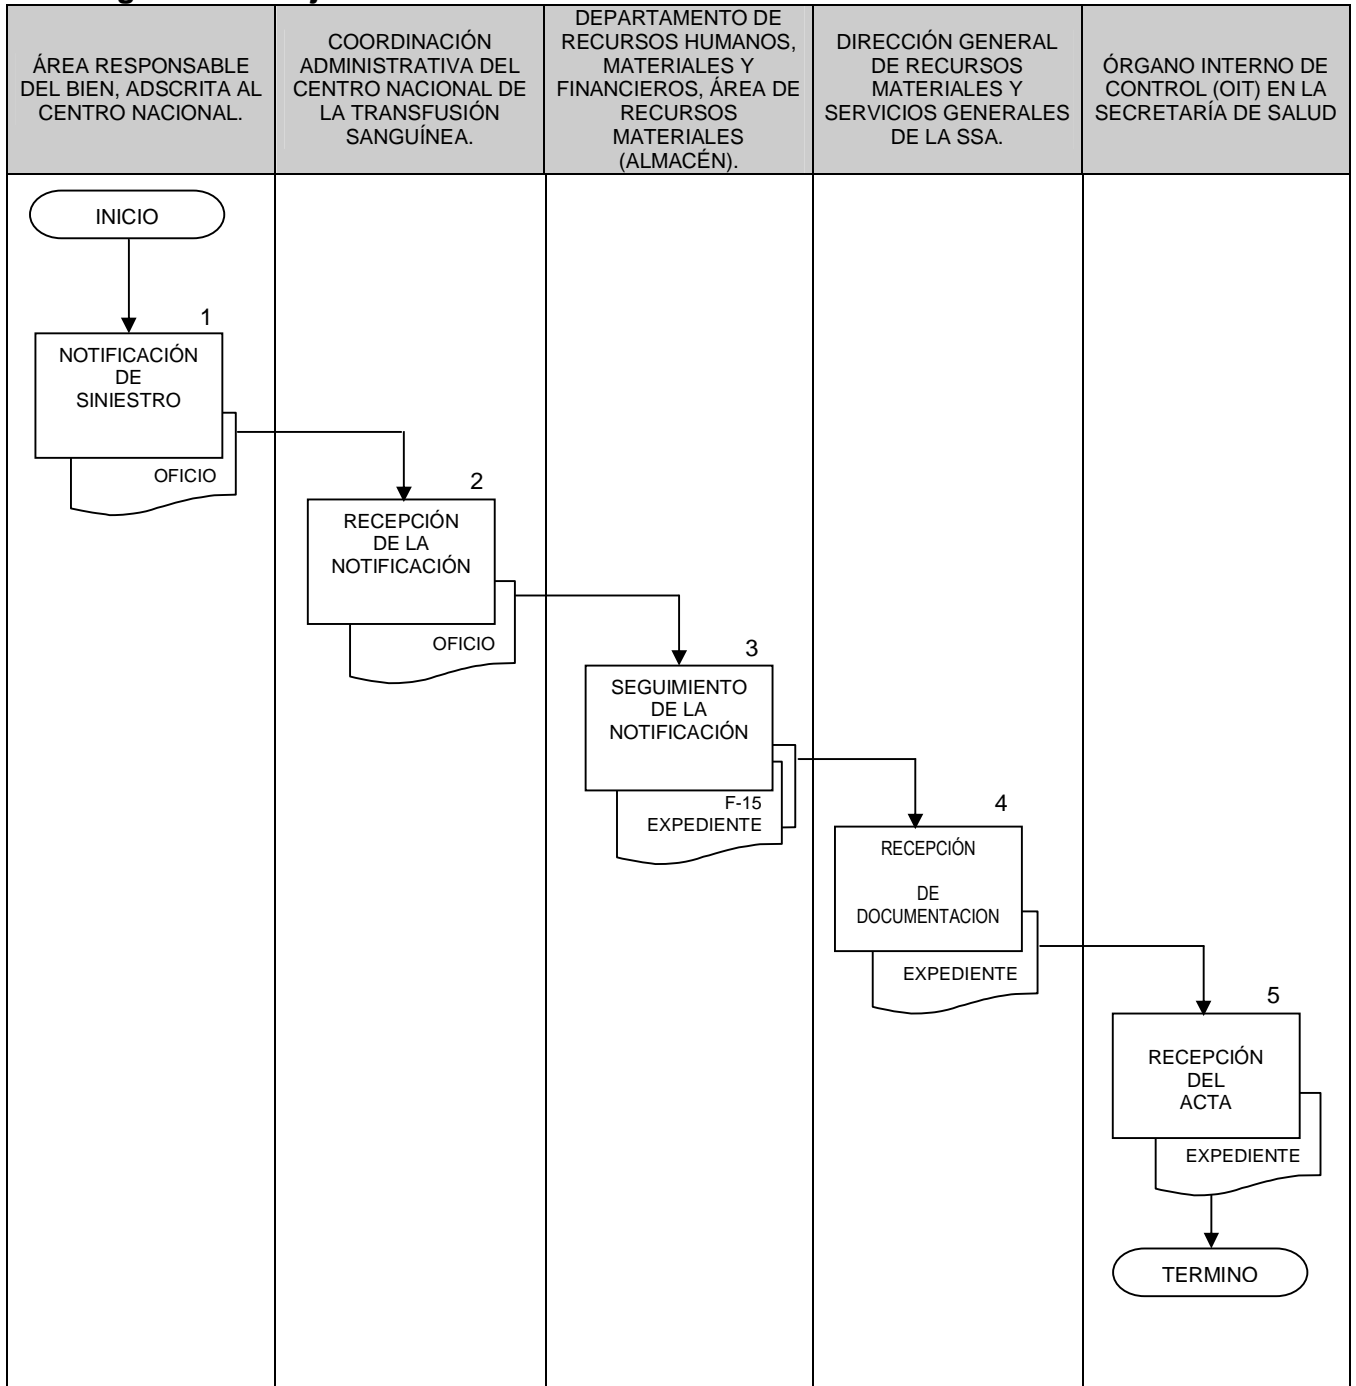 ÁREA RESPONSABLE
DEL BIEN, ADSCRITA AL
CENTRO NACIONAL.
COORDINACIÓN
ADMINISTRATIVA DEL
CENTRO NACIONAL DE
LA TRANSFUSIÓN
SANGUÍNEA.
DEPARTAMENTO DE
RECURSOS HUMANOS,
MATERIALES Y
FINANCIEROS, ÁREA DE
RECURSOS
MATERIALES
(ALMACÉN).
DIRECCIÓN GENERAL
DE RECURSOS
MATERIALES Y
SERVICIOS GENERALES
DE LA SSA.
ÓRGANO INTERNO DE
CONTROL (OIT) EN LA
SECRETARÍA DE SALUD
INICIO
1
NOTIFICACIÓN
DE
SINIESTRO
OFICIO
2
RECEPCIÓN
DE LA
NOTIFICACIÓN
OFICIO
3
SEGUIMIENTO
DE LA
NOTIFICACIÓN
F-15
EXPEDIENTE
4
RECEPCIÓN
DE
DOCUMENTACION
EXPEDIENTE
5
RECEPCIÓN
DEL
ACTA
EXPEDIENTE
TERMINO